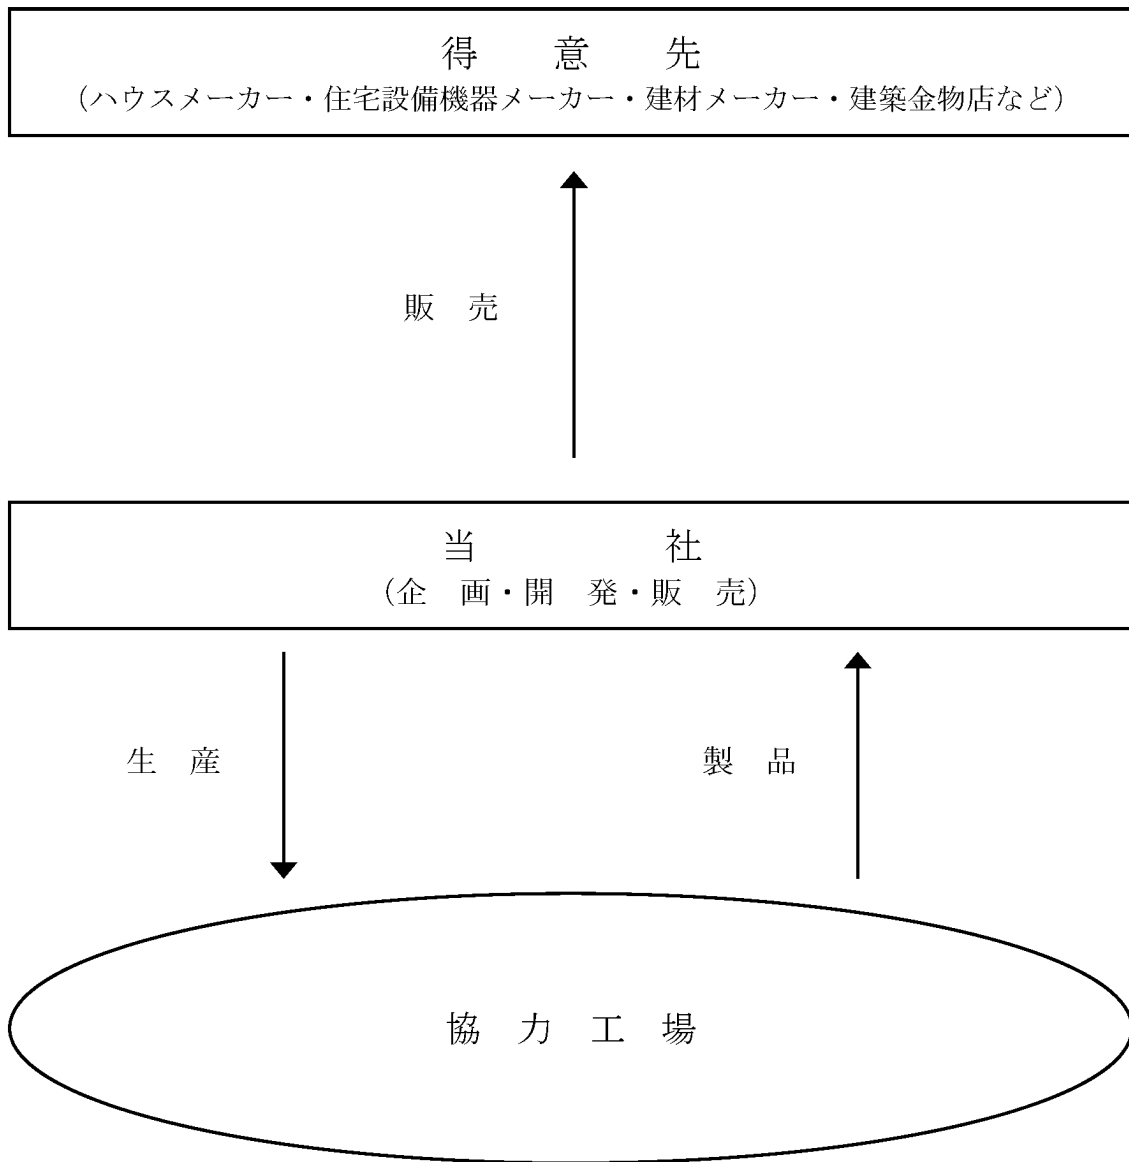 得　意　先
（ハウスメーカー・住宅設備機器メーカー・建材メーカー・建築金物店など）
販　売
当　社
（企　画・開　発・販　売）
生　産
製　品
協　力　工　場